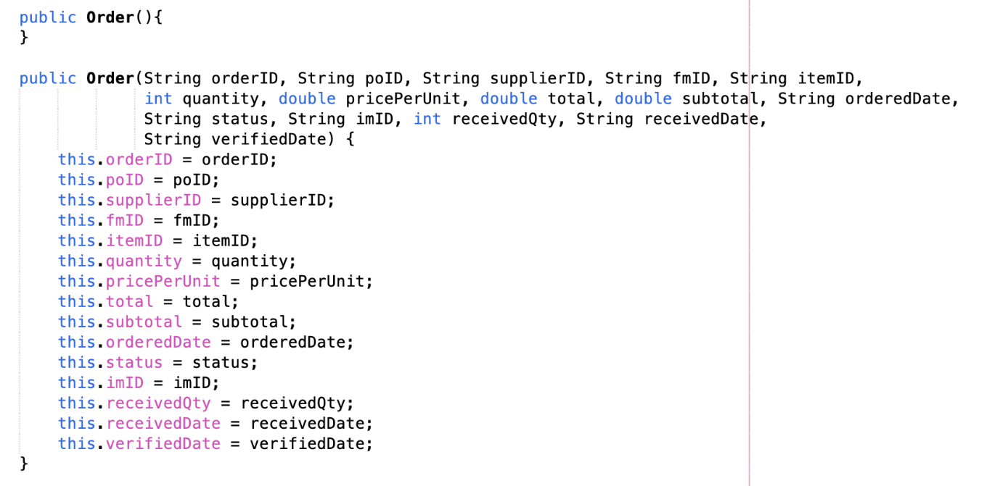 public Order(){
}
public Order(String orderID, String poID, String supplierID, String fmID, String itemID,
int quantity, double pricePerUnit, double total, double subtotal, String orderedDate,
String status, String imID, int receivedQty, String receivedDate,
String verifiedDate) {
this.orderID = orderID;
this.poID = poID;
this.supplierID = supplierID;
this.fmID = fmID;
this.itemID = itemID;
this.quantity = quantity;
this.pricePerUnit = pricePerUnit;
this.total = total;
this.subtotal = subtotal;
this.orderedDate = orderedDate;
this.status = status;
this.imID = imID;
this.receivedQty = receivedQty;
this.receivedDate = receivedDate;
this.verifiedDate = verifiedDate;
}